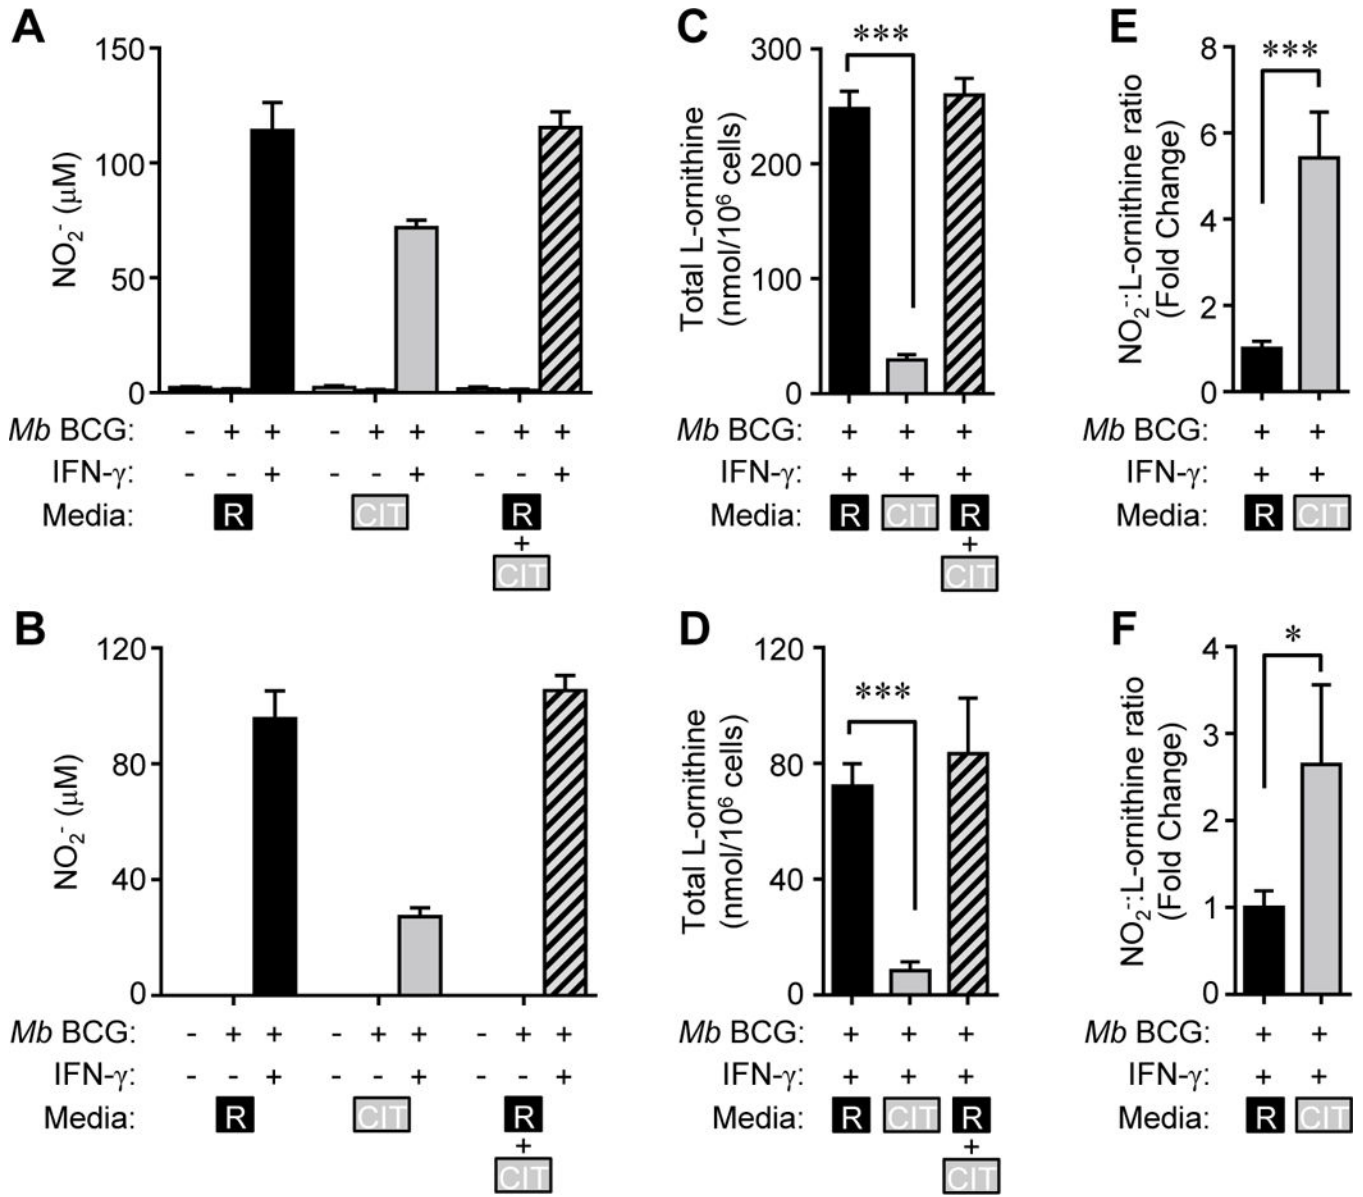 A
150
100
50
0
NO₂⁻ (μM)
Mb BCG: - + + - + + - + +
IFN-γ: - - + - - + - - +
Media: R CIT R
+
CIT
C
***
300
200
100
0
Total L-ornithine
(nmol/10⁶ cells)
Mb BCG: + + +
IFN-γ: + + +
Media: R CIT R
+
CIT
E
***
8
6
4
2
0
NO₂⁻:L-ornithine ratio
(Fold Change)
Mb BCG: + +
IFN-γ: + +
Media: R CIT
B
120
80
40
0
NO₂⁻ (μM)
Mb BCG: - + + - + + - + +
IFN-γ: - - + - - + - - +
Media: R CIT R
+
CIT
D
***
120
80
40
0
Total L-ornithine
(nmol/10⁶ cells)
Mb BCG: + + +
IFN-γ: + + +
Media: R CIT R
+
CIT
F
*
4
3
2
1
0
NO₂⁻:L-ornithine ratio
(Fold Change)
Mb BCG: + +
IFN-γ: + +
Media: R CIT